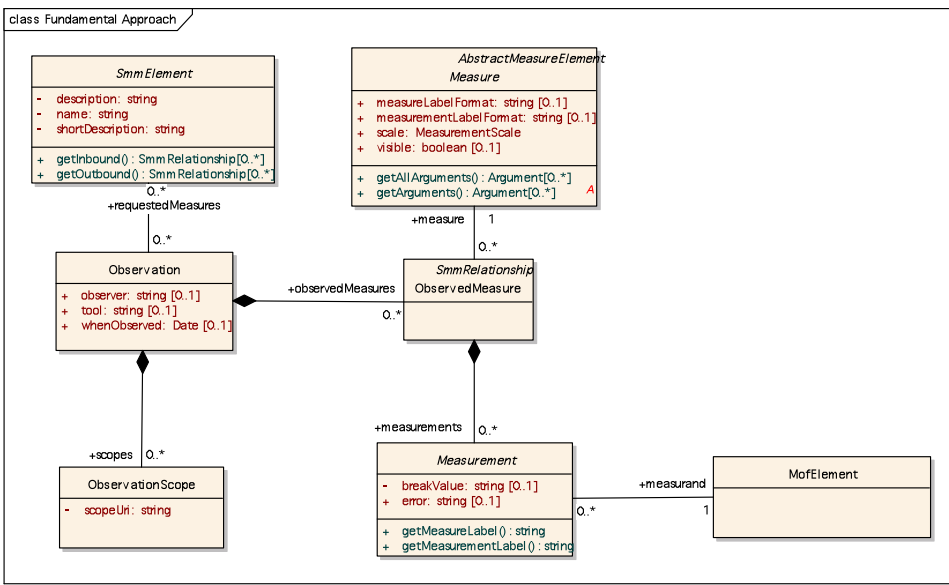 class Fundamental Approach
SmmElement
- description: string
- name: string
- shortDescription: string
+ getInbound() : SmmRelationship[0..*]
+ getOutbound() : SmmRelationship[0..*]
AbstractMeasureElement
Measure
+ measureLabelFormat: string [0..1]
+ measurementLabelFormat: string [0..1]
+ scale: MeasurementScale
+ visible: boolean [0..1]
+ getAllArguments() : Argument[0..*]
+ getArguments() : Argument[0..*]
A
0..*
+requestedMeasures
0..*
+measure 1
0..*
Observation
+ observer: string [0..1]
+ tool: string [0..1]
+ whenObserved: Date [0..1]
+observedMeasures
0..*
SmmRelationship
ObservedMeasure
+scopes 0..*
+measurements 0..*
ObservationScope
- scopeUri: string
Measurement
- breakValue: string [0..1]
+ error: string [0..1]
+ getMeasureLabel() : string
+ getMeasurementLabel() : string
+measurand
0..* 1
MofElement